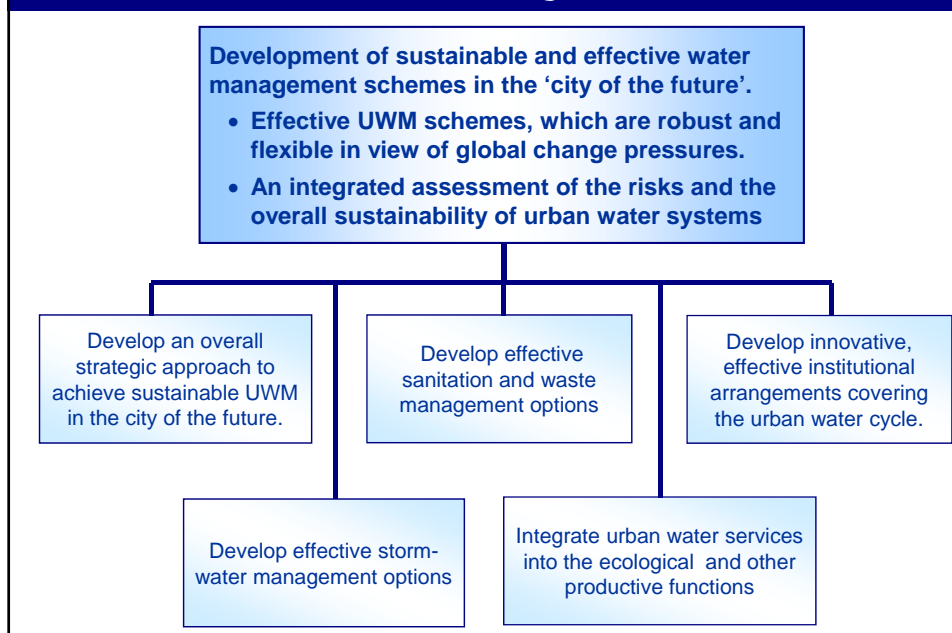 Development of sustainable and effective water
management schemes in the ‘city of the future’.
• Effective UWM schemes, which are robust and
flexible in view of global change pressures.
• An integrated assessment of the risks and the
overall sustainability of urban water systems
Develop an overall
strategic approach to
achieve sustainable UWM
in the city of the future.
Develop effective
sanitation and waste
management options
Develop innovative,
effective institutional
arrangements covering
the urban water cycle.
Develop effective storm-
water management options
Integrate urban water services
into the ecological  and other
productive functions